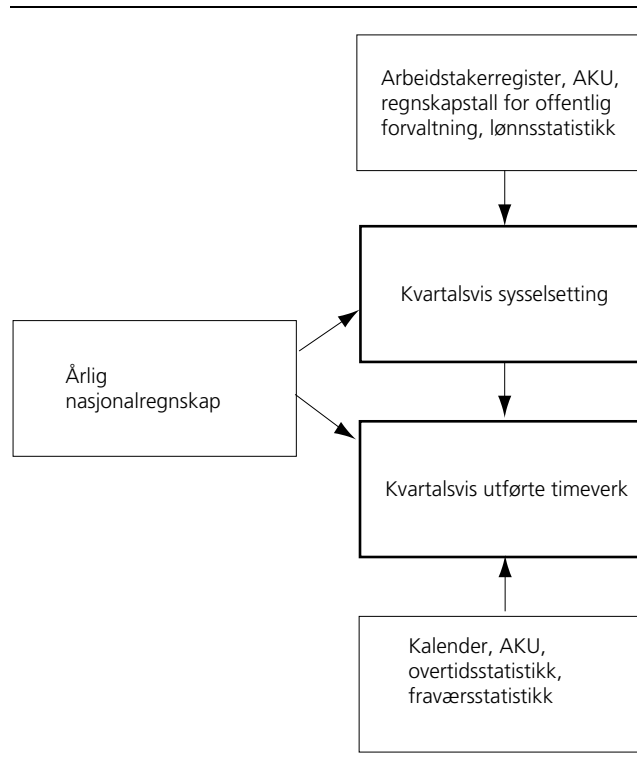 Arbeidstakerregister, AKU,
regnskapstall for offentlig
forvaltning, lønnsstatistikk
Kvartalsvis sysselsetting
Årlig
nasjonalregnskap
Kvartalsvis utførte timeverk
Kalender, AKU,
overtidsstatistikk,
fraværsstatistikk